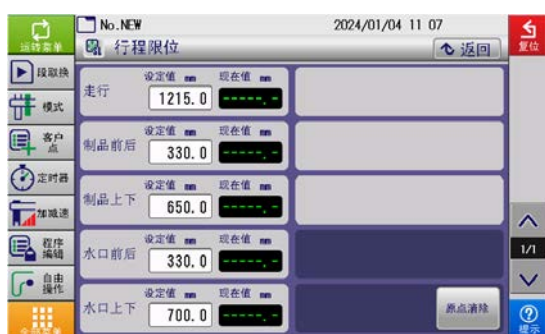 No.NEW 2024/01/04 11 07
运转菜单
行程限位
返回
复位
段取换
模式
客户点
定时器
加减速
程序编辑
自由操作
全部菜单
走行 设定值 mm 现在值 mm
1215.0 -----.-
制品前后 设定值 mm 现在值 mm
330.0 -----.-
制品上下 设定值 mm 现在值 mm
650.0 -----.-
水口前后 设定值 mm 现在值 mm
330.0 -----.-
水口上下 设定值 mm 现在值 mm
700.0 -----.-
原点清除
1/1
提示